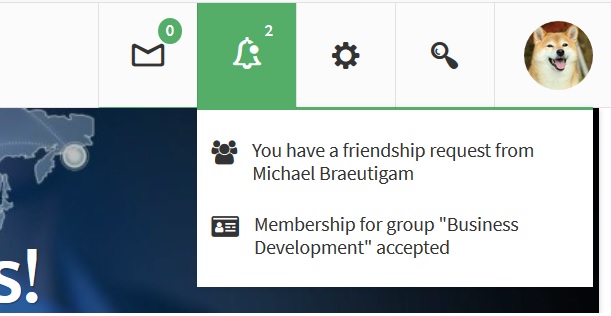 0
2
You have a friendship request from
Michael Braeutigam
Membership for group "Business
Development" accepted
s!